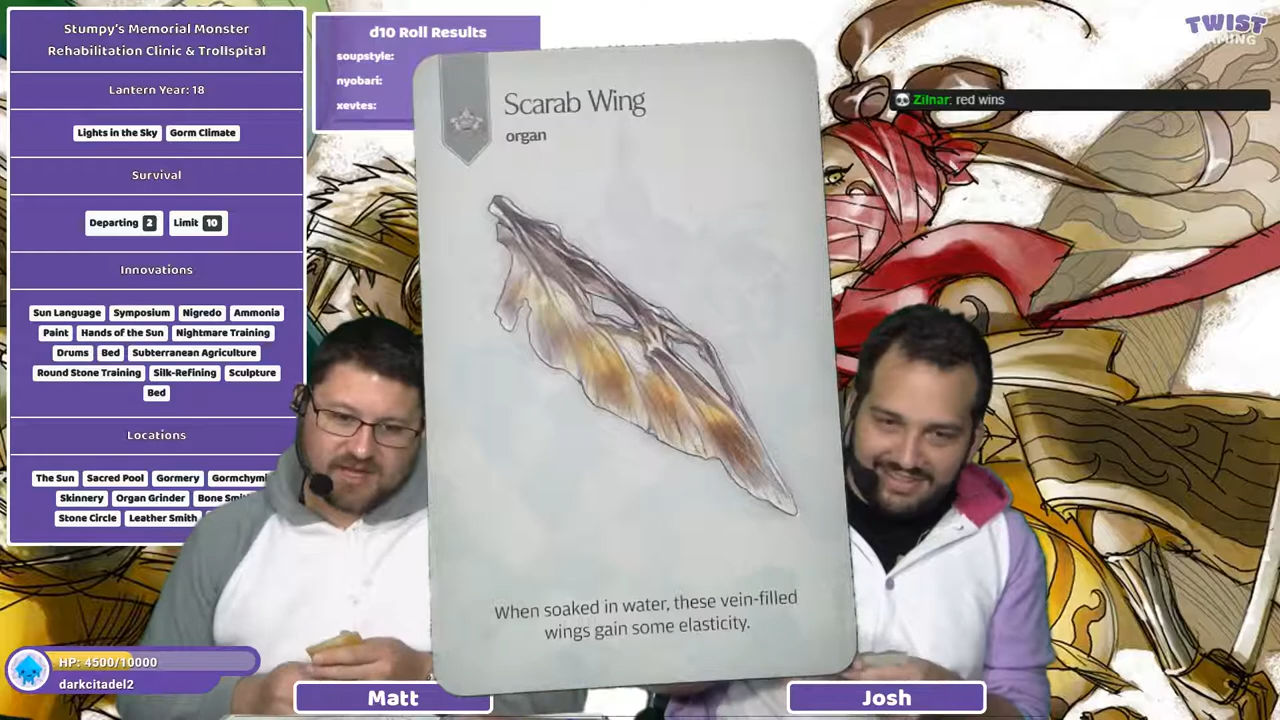 Stumpy's Memorial Monster
Rehabilitation Clinic & Trollspital
Lantern Year: 18
Lights in the Sky Gorm Climate
Survival
Departing 2 Limit 10
Innovations
Sun Language Symposium Nigredo Ammonia
Paint Hands of the Sun Nightmare Training
Drums Bed Subterranean Agriculture
Round Stone Training Silk-Refining Sculpture
Bed
Locations
The Sun Sacred Pool Gormery Gormchymi
Skinnery Organ Grinder Bone Smi
Stone Circle Leather Smith
d10 Roll Results
soupstyle:
nyobari:
xevtes:
Scarab Wing
organ
When soaked in water, these vein-filled
wings gain some elasticity.
TWIST
GAMING
Zilnar: red wins
HP: 4500/10000
darkcitadel2
Matt
Josh